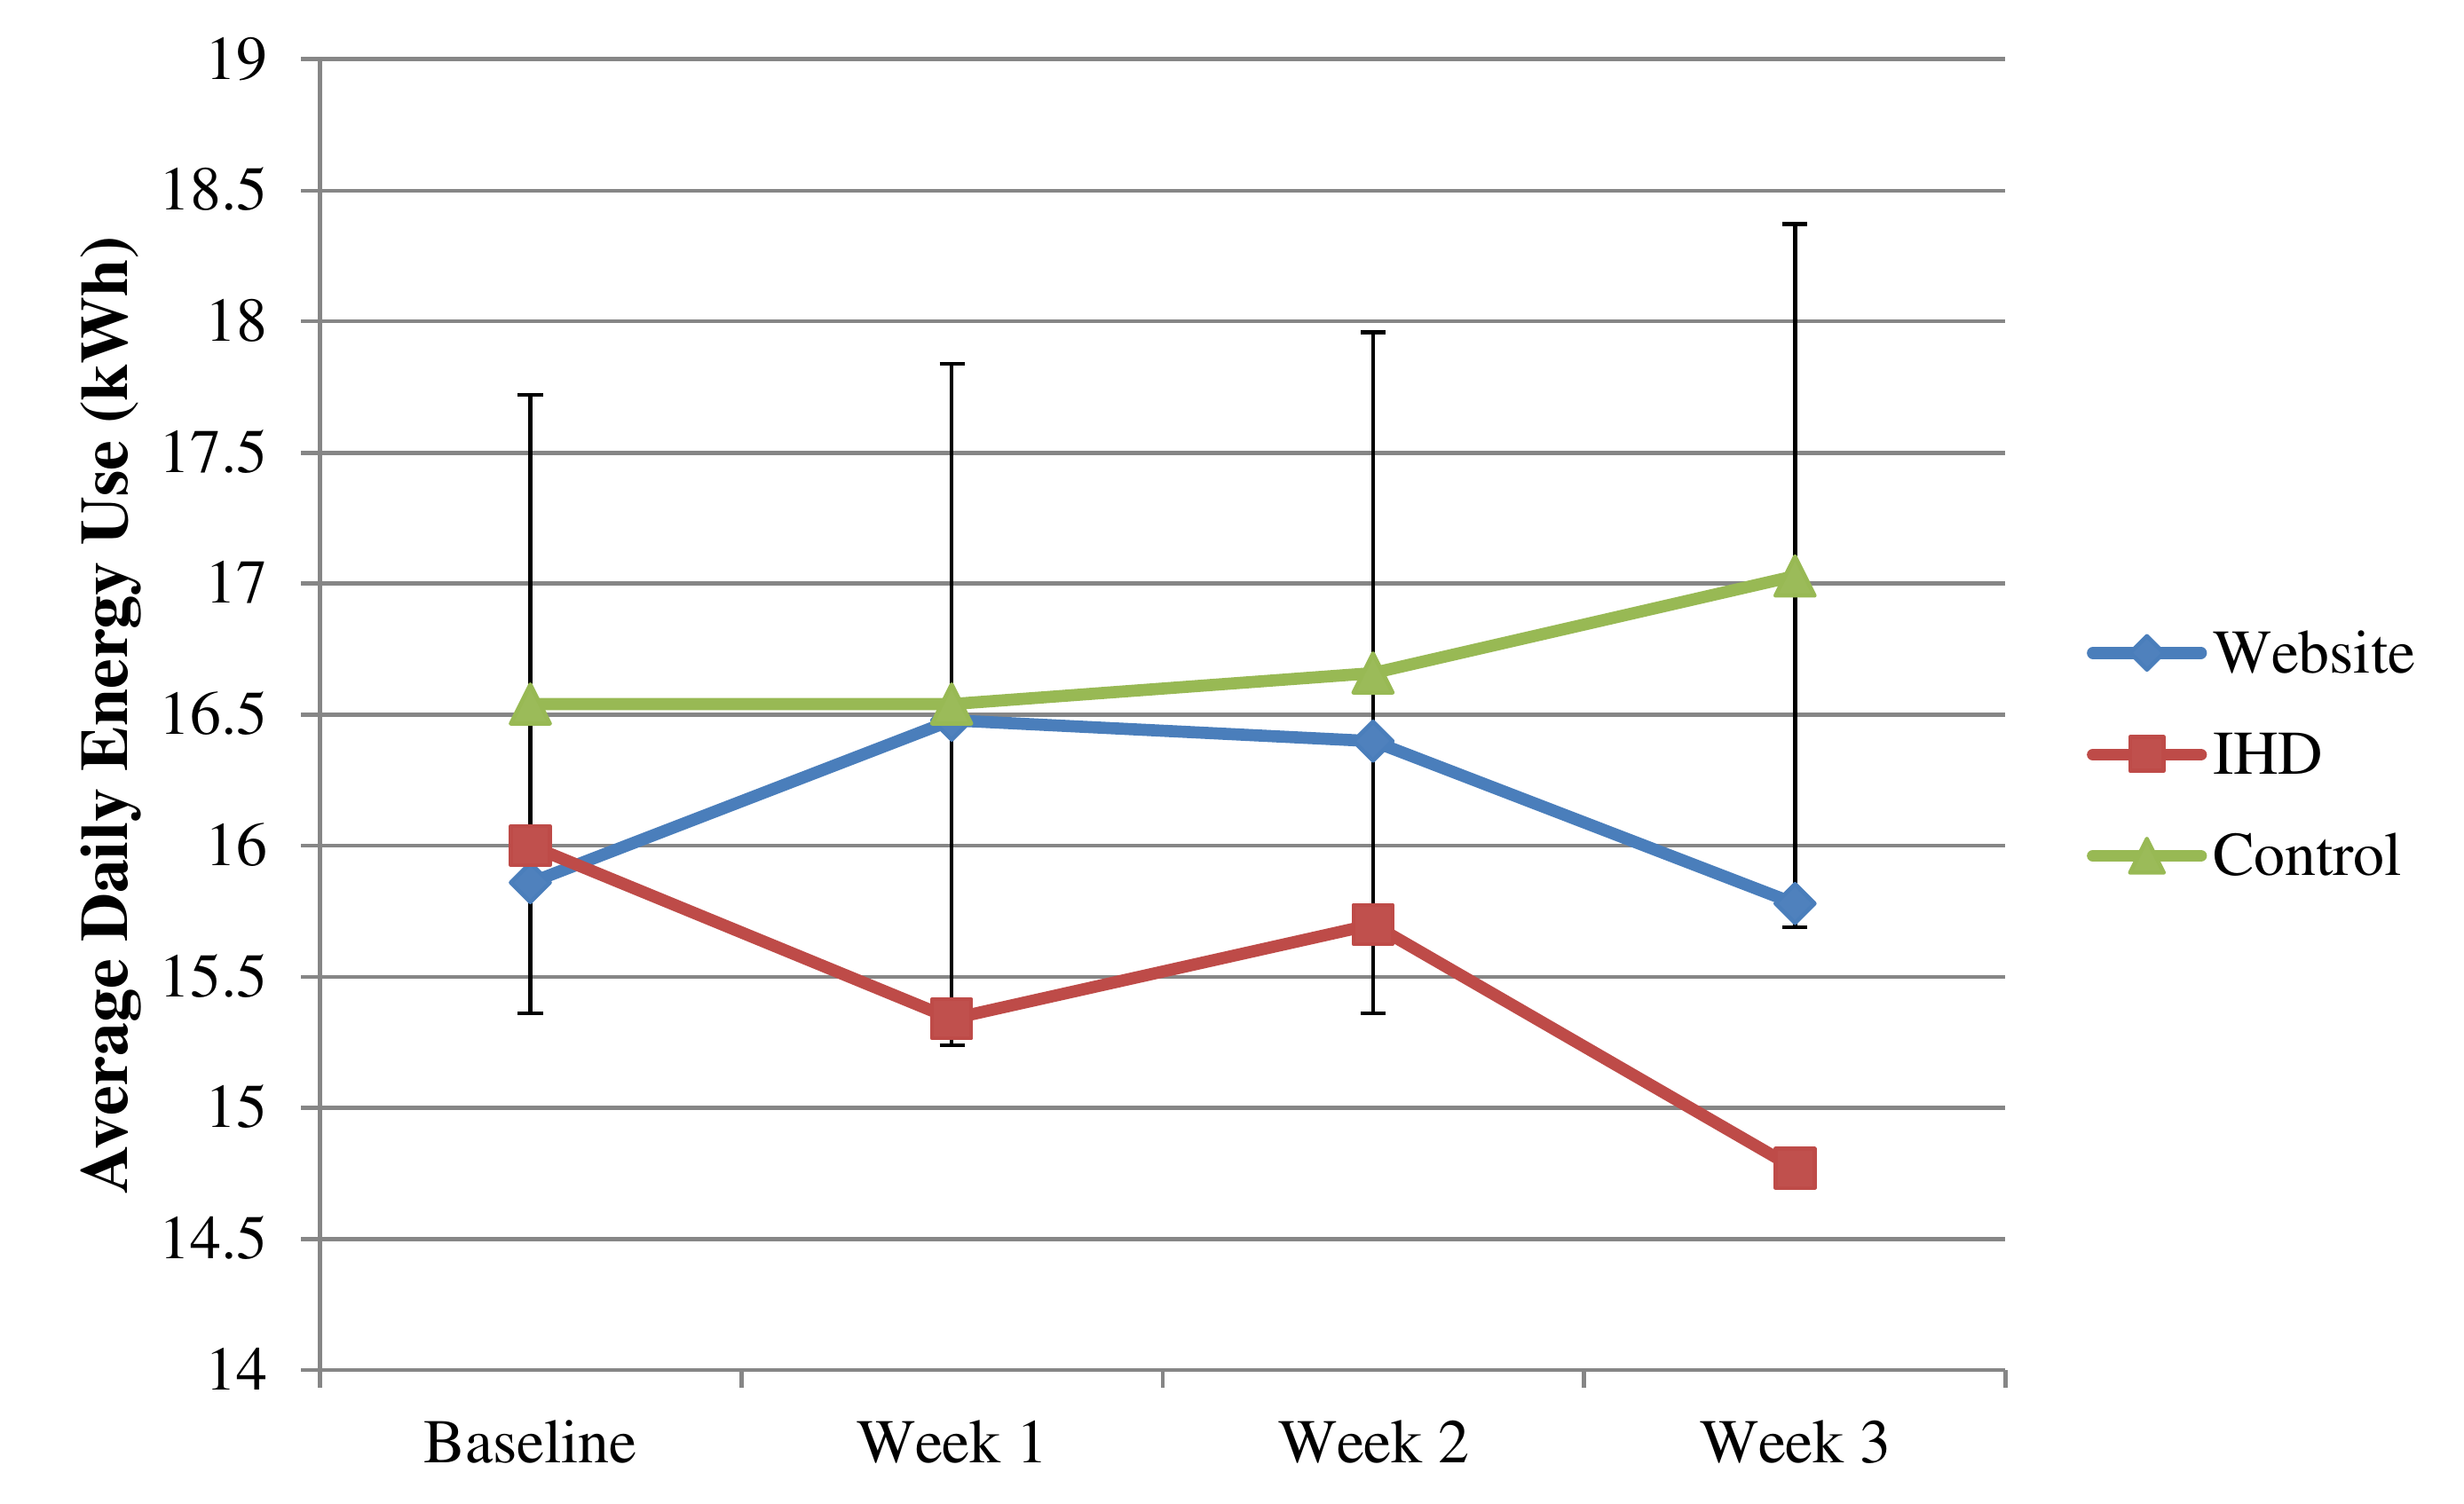 Average Daily Energy Use (kWh)
19
18.5
18
17.5
17
16.5
16
15.5
15
14.5
14
Baseline
Week 1
Week 2
Week 3
Website
IHD
Control